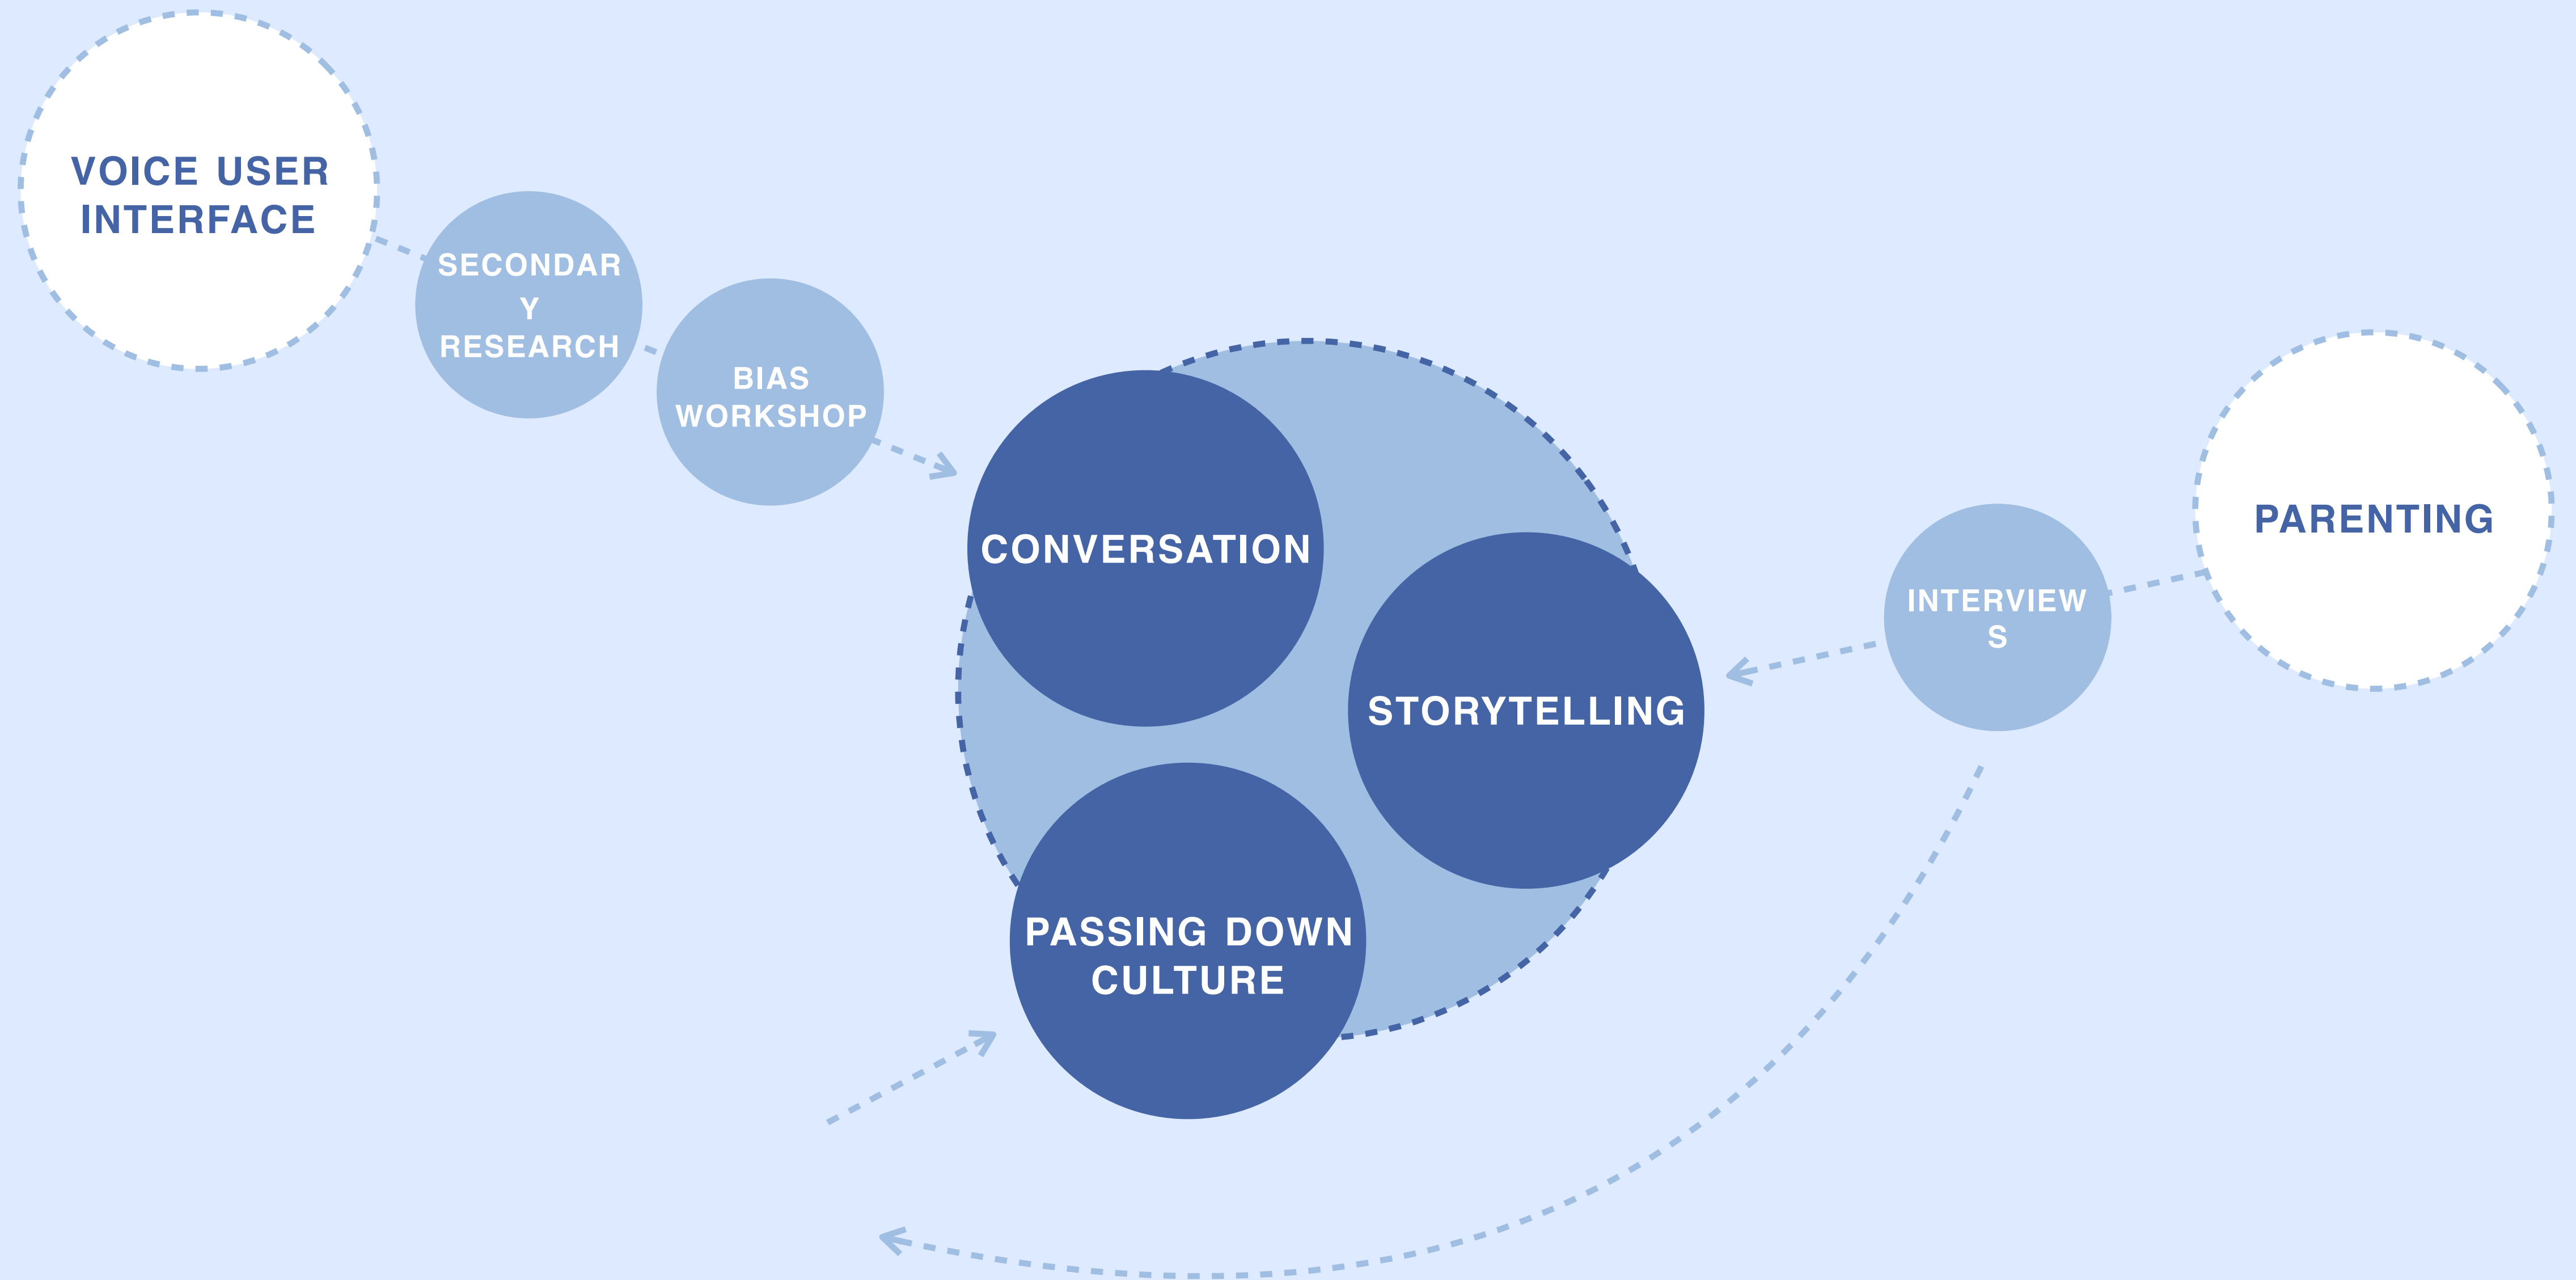 VOICE USER
INTERFACE
SECONDAR
Y
RESEARCH
BIAS
WORKSHOP
CONVERSATION
STORYTELLING
PASSING DOWN
CULTURE
INTERVIEW
S
PARENTING